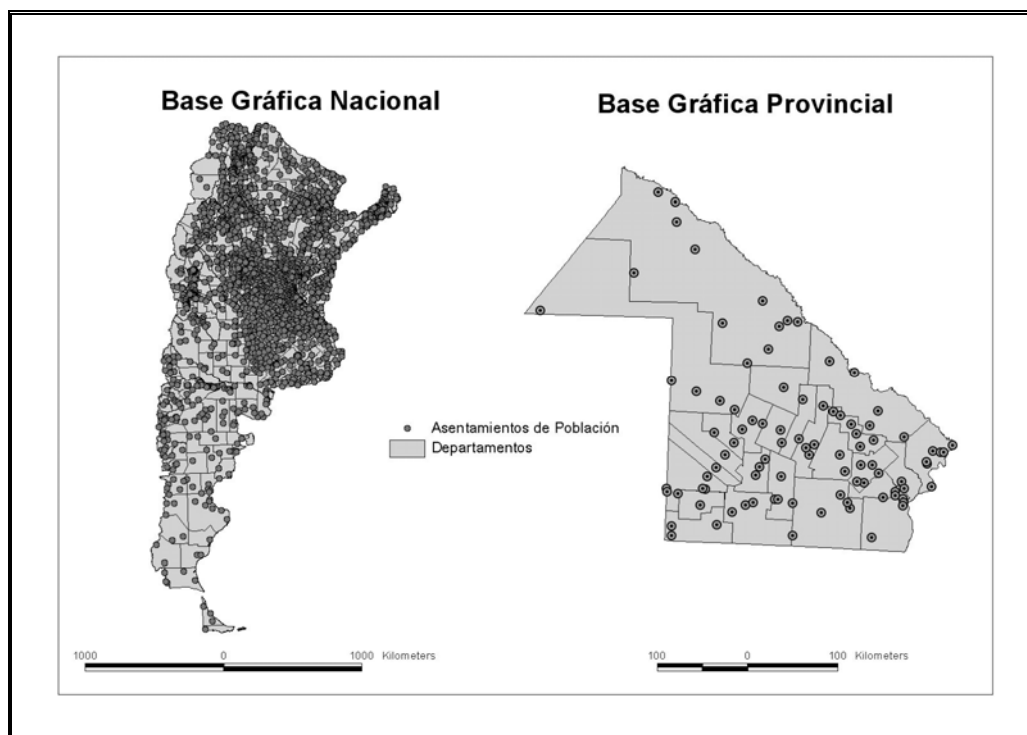 Base Gráfica Nacional
Base Gráfica Provincial
Asentamientos de Población
Departamentos
1000 0 1000 Kilometers
100 0 100 Kilometers